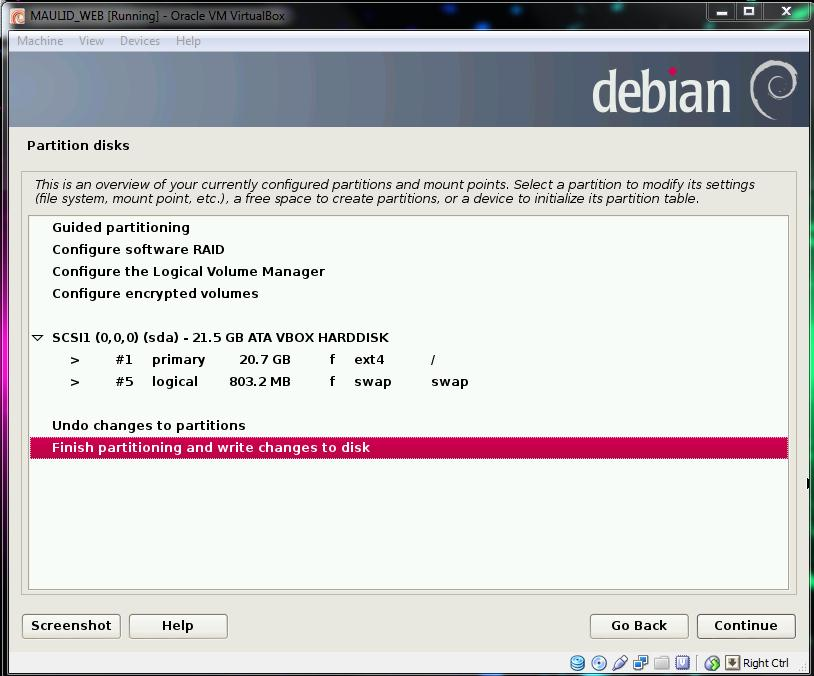 MAULID_WEB [Running] - Oracle VM VirtualBox
Machine View Devices Help
debian
Partition disks
This is an overview of your currently configured partitions and mount points. Select a partition to modify its settings
(file system, mount point, etc.), a free space to create partitions, or a device to initialize its partition table.
Guided partitioning
Configure software RAID
Configure the Logical Volume Manager
Configure encrypted volumes
SCSI1 (0,0,0) (sda) - 21.5 GB ATA VBOX HARDDISK
> #1 primary 20.7 GB f ext4 /
> #5 logical 803.2 MB f swap swap
Undo changes to partitions
Finish partitioning and write changes to disk
Screenshot Help Go Back Continue
Right Ctrl